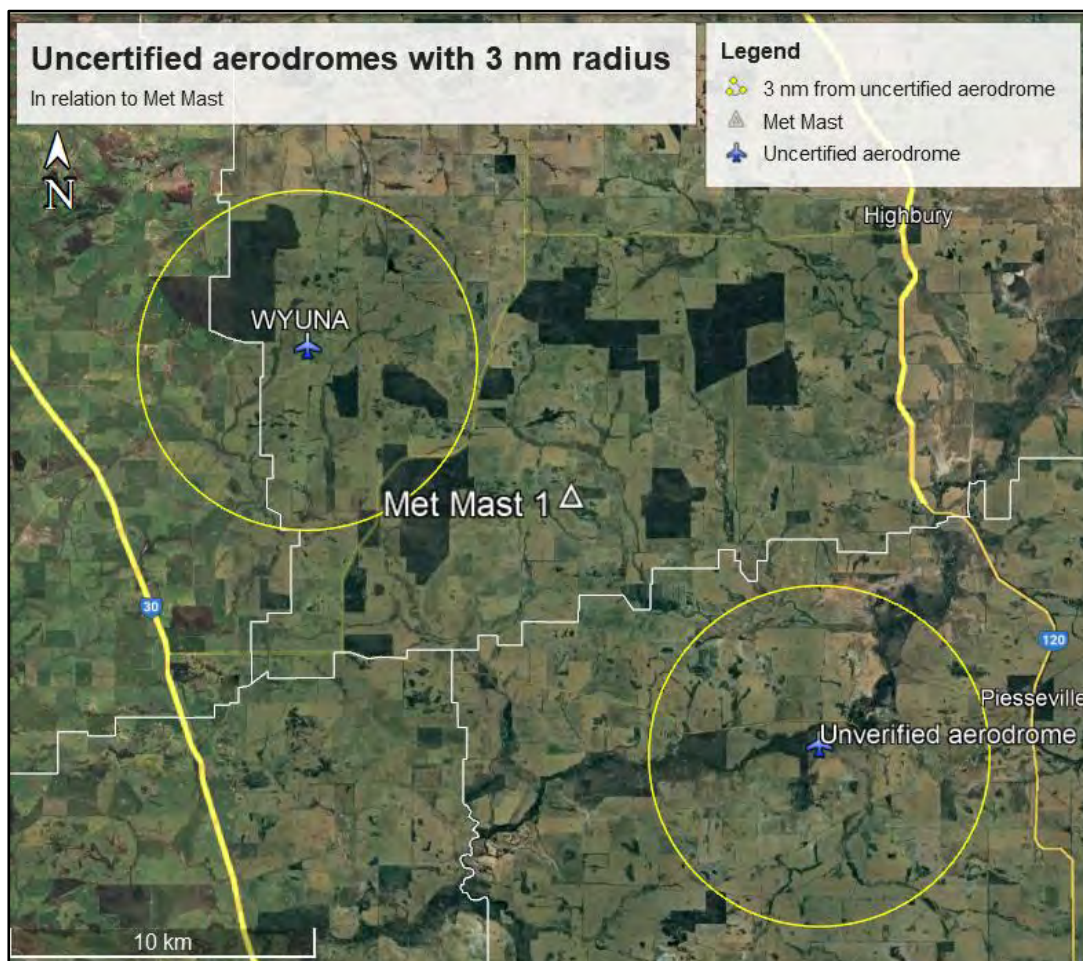 Uncertified aerodromes with 3 nm radius
In relation to Met Mast
Legend
3 nm from uncertified aerodrome
Met Mast
Uncertified aerodrome
N
Highbury
WYUNA
Met Mast 1
30
120
Piesseville
Unverified aerodrome
10 km